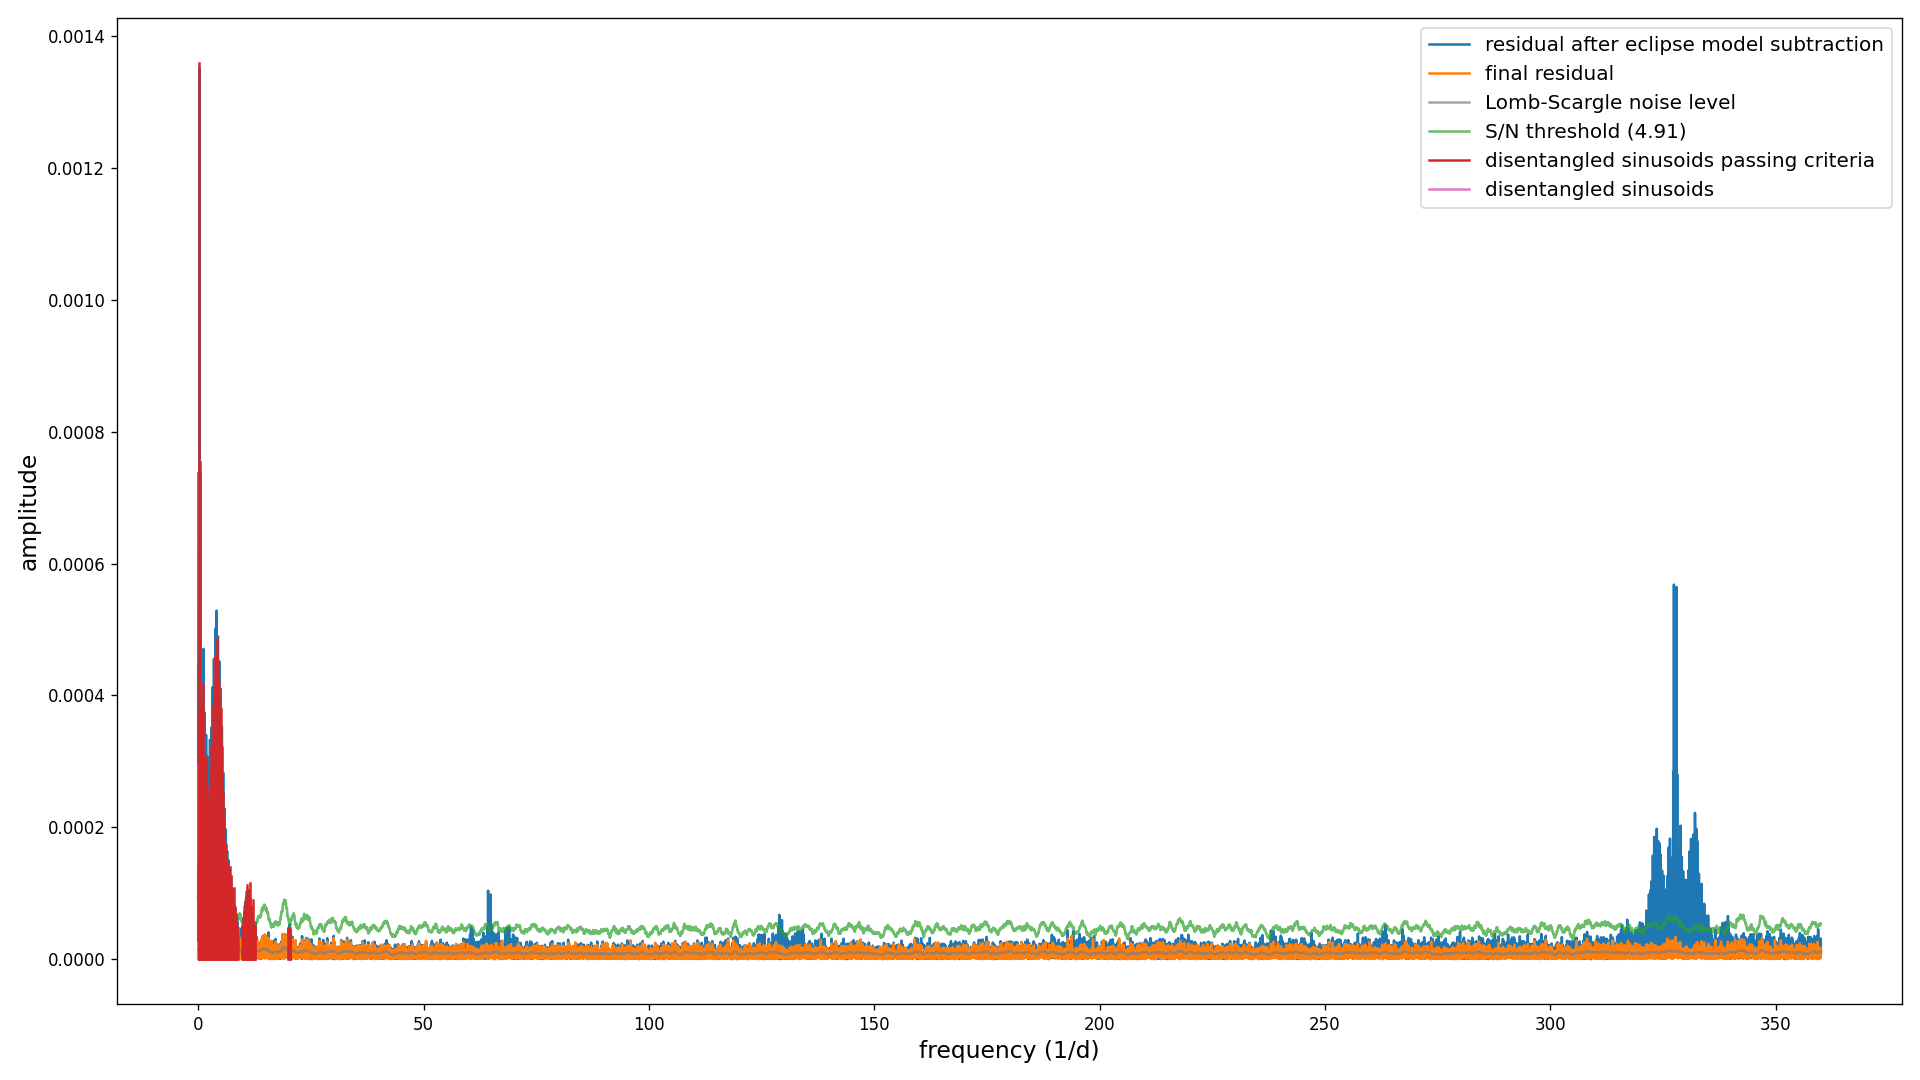 0.0014
0.0012
0.0010
0.0008
0.0006
0.0004
0.0002
0.0000
amplitude
0 50 100 150 200 250 300 350
frequency (1/d)
residual after eclipse model subtraction
final residual
Lomb-Scargle noise level
S/N threshold (4.91)
disentangled sinusoids passing criteria
disentangled sinusoids